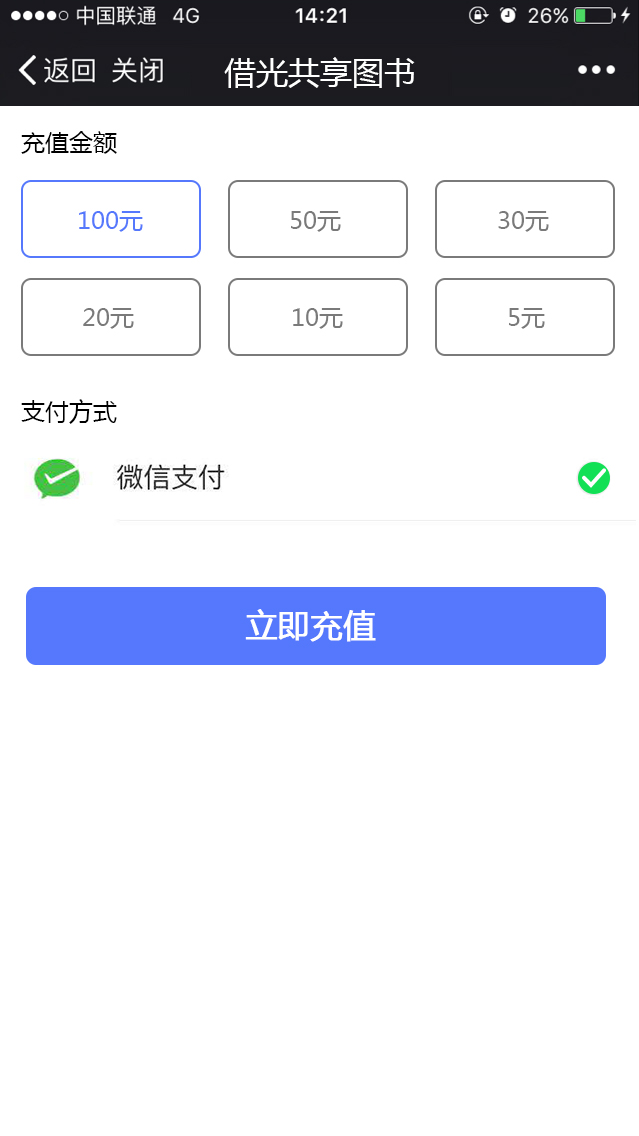 中国联通 4G 14:21 26%
返回 关闭 借光共享图书
充值金额
100元 50元 30元
20元 10元 5元
支付方式
微信支付
立即充值